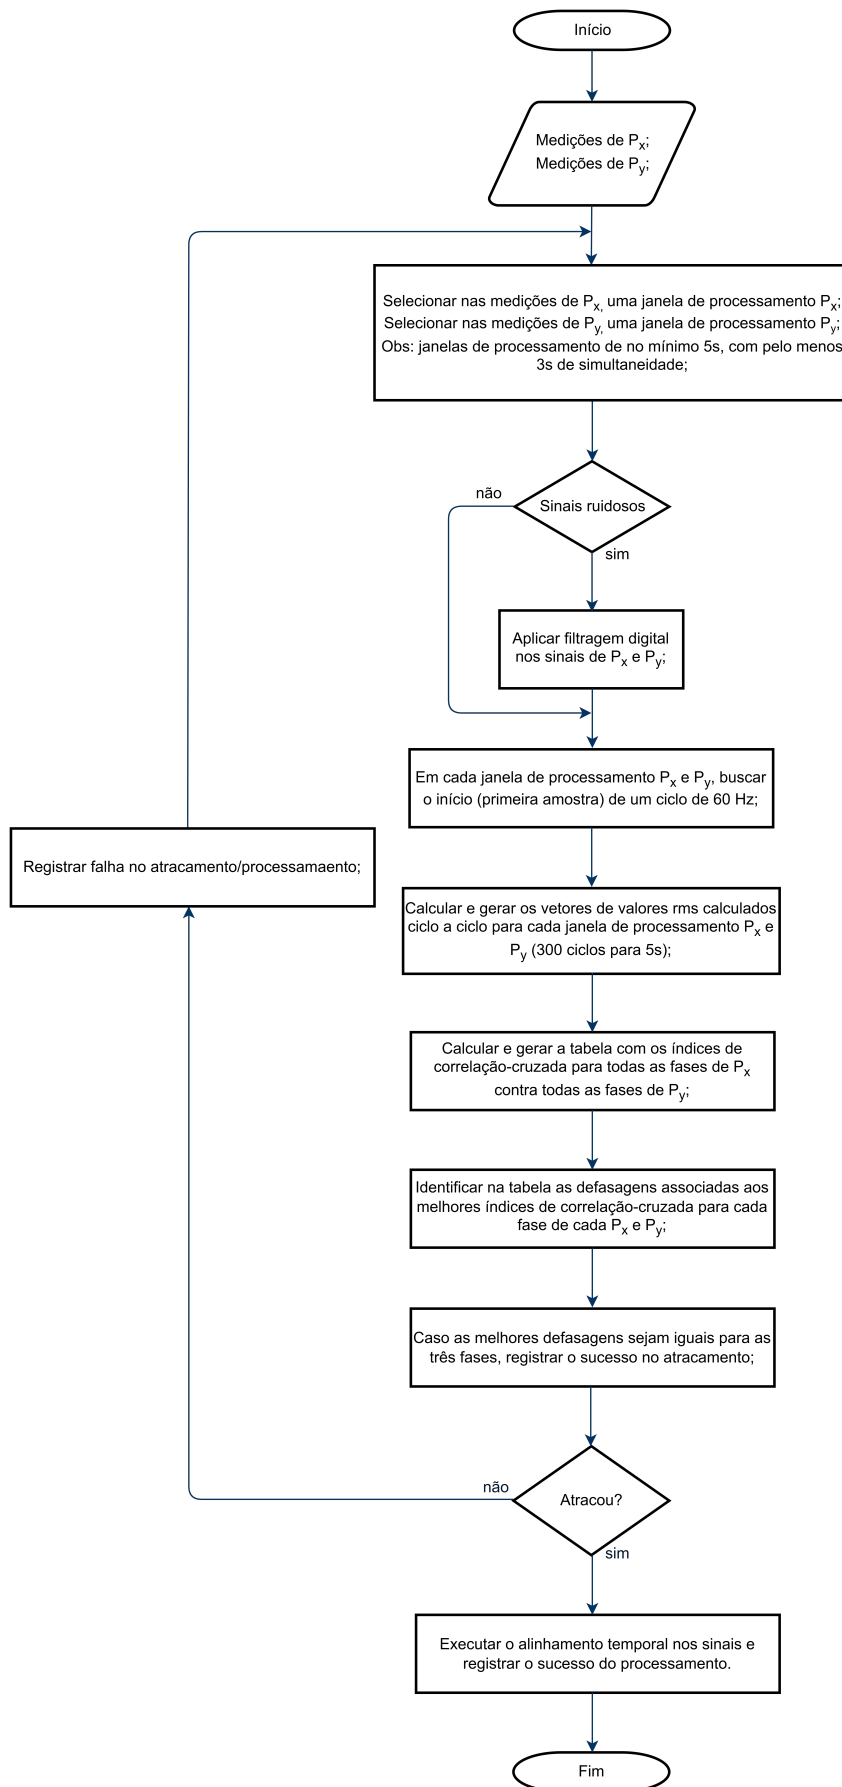 Início
Medições de Px;
Medições de Py;
Selecionar nas medições de Px, uma janela de processamento Px;
Selecionar nas medições de Py, uma janela de processamento Py;
Obs: janelas de processamento de no mínimo 5s, com pelo menos
3s de simultaneidade;
não
Sinais ruidosos
sim
Aplicar filtragem digital
nos sinais de Px e Py;
Em cada janela de processamento Px e Py, buscar
o início (primeira amostra) de um ciclo de 60 Hz;
Registrar falha no atracamento/processamaento;
Calcular e gerar os vetores de valores rms calculados
ciclo a ciclo para cada janela de processamento Px e
Py (300 ciclos para 5s);
Calcular e gerar a tabela com os índices de
correlação-cruzada para todas as fases de Px
contra todas as fases de Py;
Identificar na tabela as defasagens associadas aos
melhores índices de correlação-cruzada para cada
fase de cada Px e Py;
Caso as melhores defasagens sejam iguais para as
três fases, registrar o sucesso no atracamento;
não
Atracou?
sim
Executar o alinhamento temporal nos sinais e
registrar o sucesso do processamento.
Fim